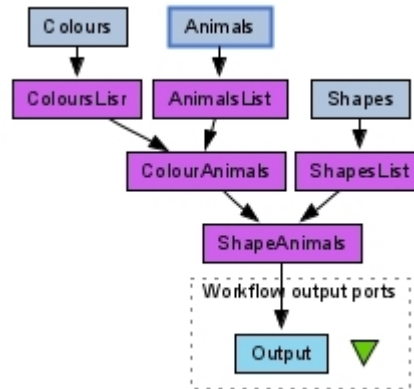 Colours
Animals
ColoursLisr
AnimalsList
Shapes
ColourAnimals
ShapesList
ShapeAnimals
Workflow output ports
Output